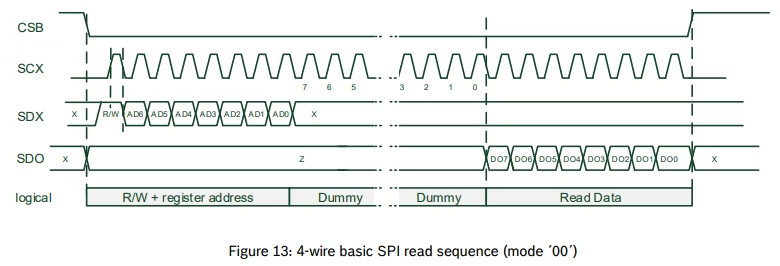 CSB
SCX
7 6 5 3 2 1 0
SDX X R/W AD6 AD5 AD4 AD3 AD2 AD1 AD0 X
SDO X Z DO7 DO6 DO5 DO4 DO3 DO2 DO1 DO0 X
logical R/W + register address Dummy Dummy Read Data
Figure 13: 4-wire basic SPI read sequence (mode ´00´)